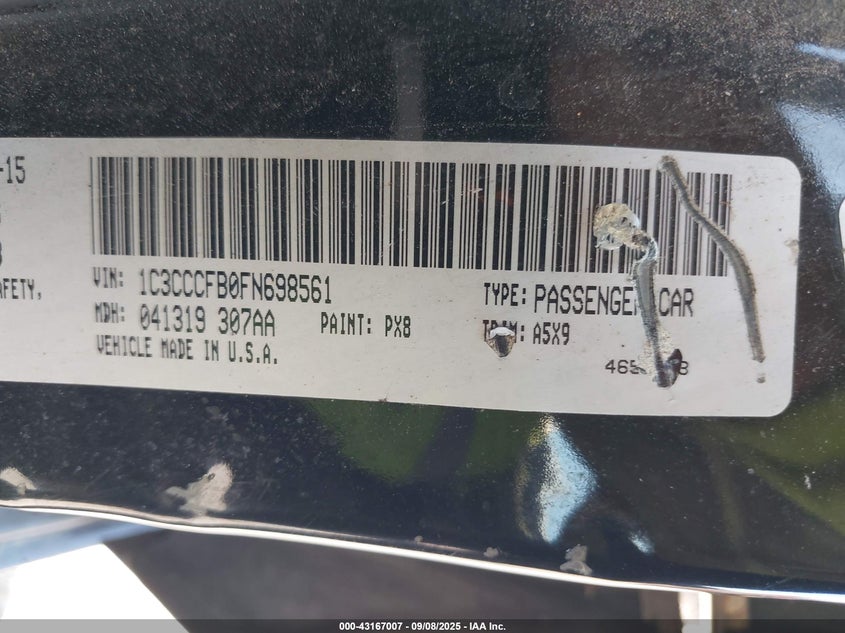 -15
AFETY,
VIN: 1C3CCCFB0FN698561
TYPE: PASSENGER CAR
MDH: 041319 307AA
PAINT: PX8
TRIM: A5X9
VEHICLE MADE IN U.S.A.
000-43167007 - 09/08/2025 - IAA Inc.